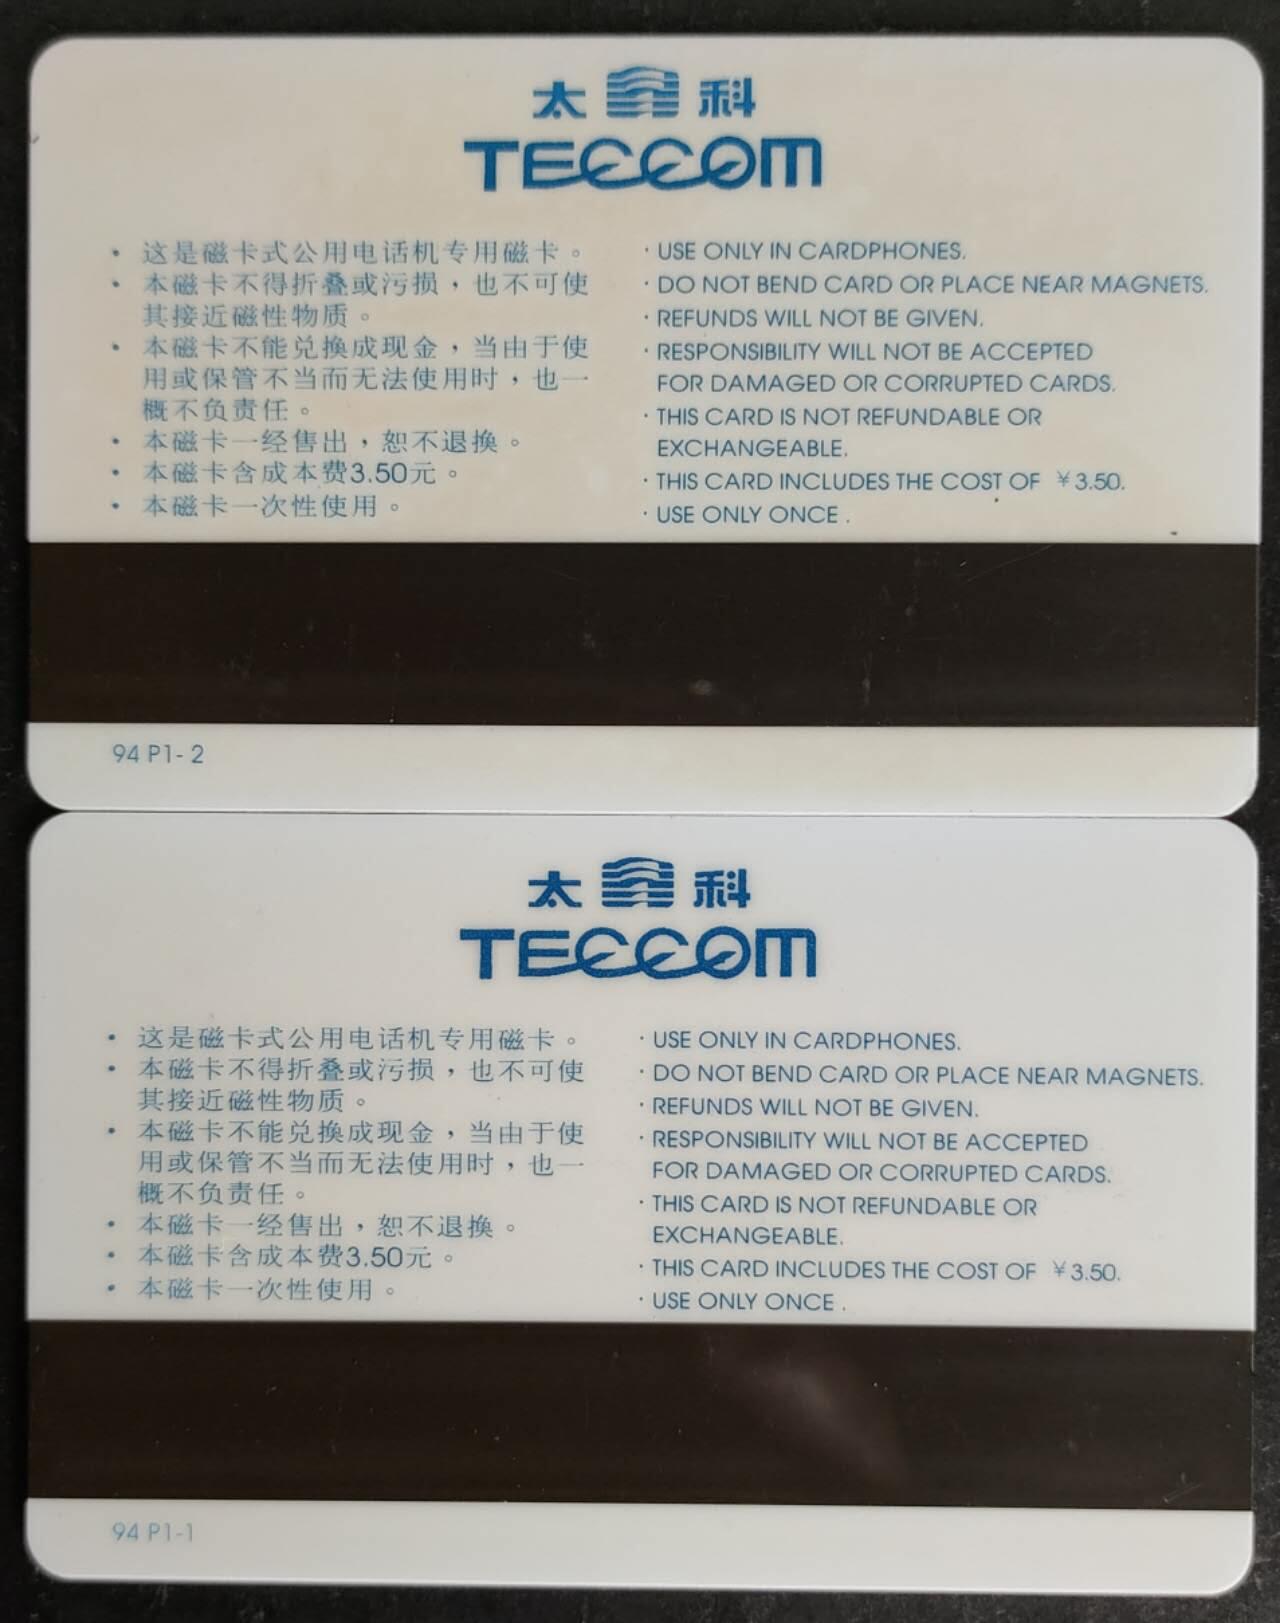 太 科
TECCOM
· 这是磁卡式公用电话机专用磁卡。
· 本磁卡不得折叠或污损，也不可使
其接近磁性物质。
· 本磁卡不能兑换成现金，当由于使
用或保管不当而无法使用时，也一
概不负责任。
· 本磁卡一经售出，恕不退换。
· 本磁卡含成本费3.50元。
· 本磁卡一次性使用。
· USE ONLY IN CARDPHONES.
· DO NOT BEND CARD OR PLACE NEAR MAGNETS.
· REFUNDS WILL NOT BE GIVEN.
· RESPONSIBILITY WILL NOT BE ACCEPTED
FOR DAMAGED OR CORRUPTED CARDS.
· THIS CARD IS NOT REFUNDABLE OR
EXCHANGEABLE.
· THIS CARD INCLUDES THE COST OF ¥3.50.
· USE ONLY ONCE .
94 P1- 2
太 科
TECCOM
· 这是磁卡式公用电话机专用磁卡。
· 本磁卡不得折叠或污损，也不可使
其接近磁性物质。
· 本磁卡不能兑换成现金，当由于使
用或保管不当而无法使用时，也一
概不负责任。
· 本磁卡一经售出，恕不退换。
· 本磁卡含成本费3.50元。
· 本磁卡一次性使用。
· USE ONLY IN CARDPHONES.
· DO NOT BEND CARD OR PLACE NEAR MAGNETS.
· REFUNDS WILL NOT BE GIVEN.
· RESPONSIBILITY WILL NOT BE ACCEPTED
FOR DAMAGED OR CORRUPTED CARDS.
· THIS CARD IS NOT REFUNDABLE OR
EXCHANGEABLE.
· THIS CARD INCLUDES THE COST OF ¥3.50.
· USE ONLY ONCE .
94 P1-1